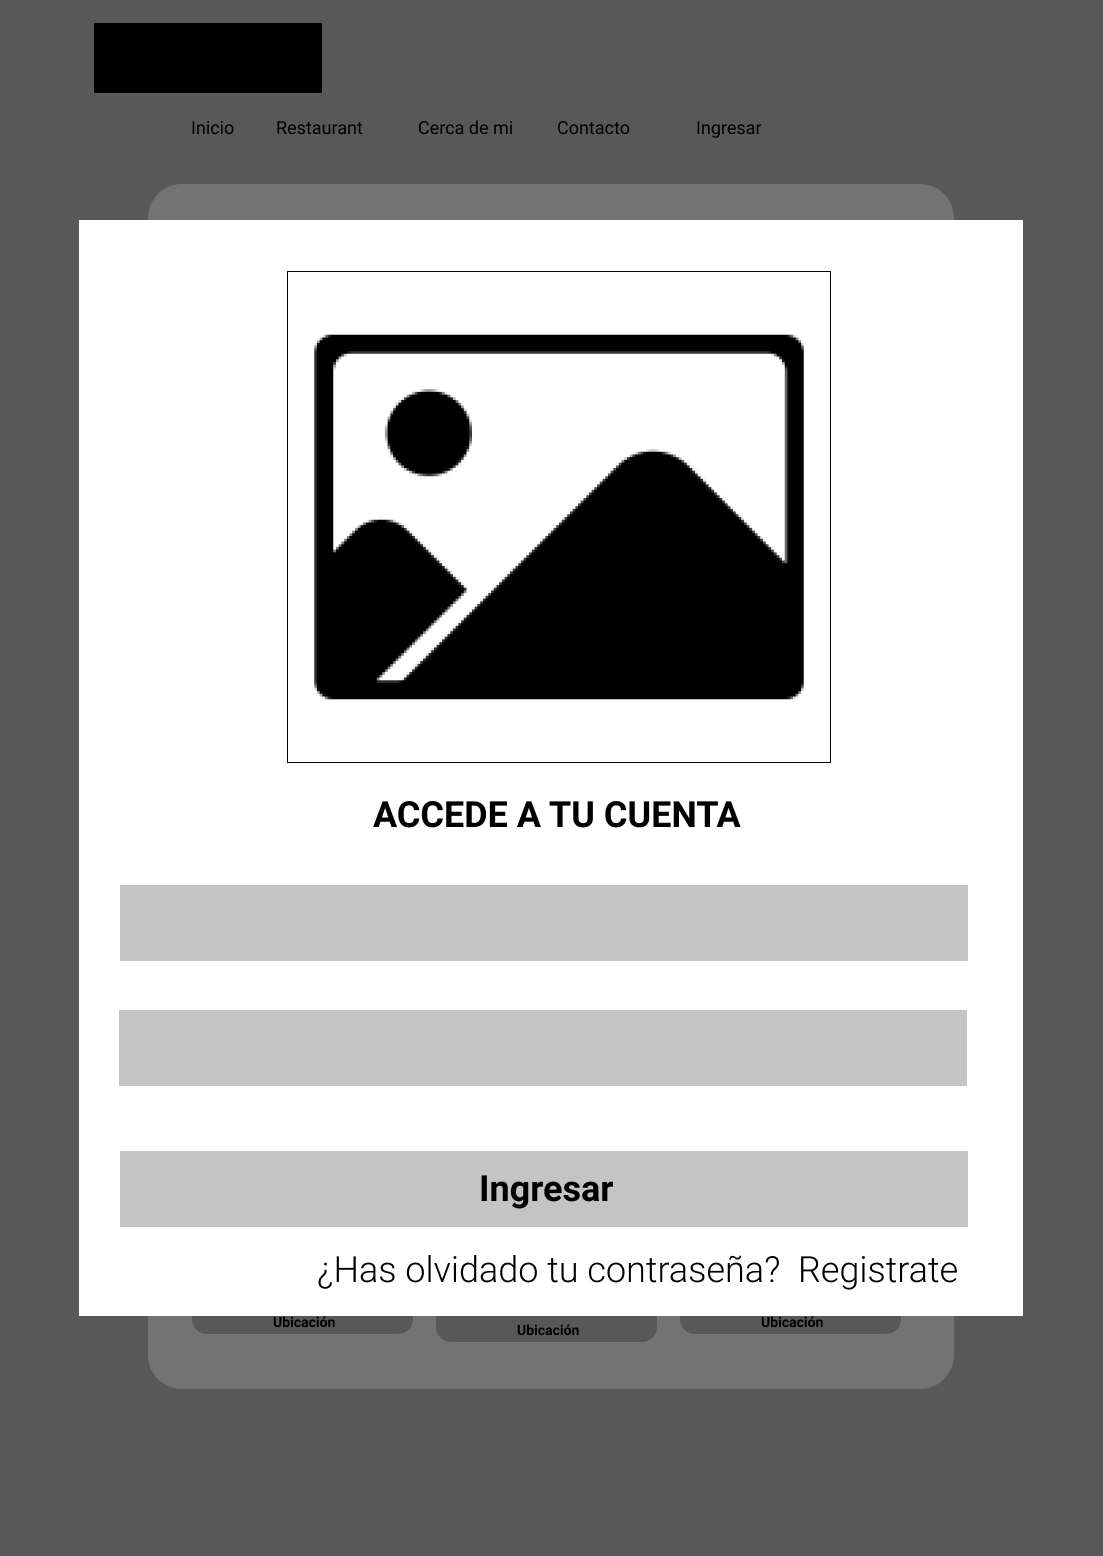 Inicio Restaurant Cerca de mi Contacto Ingresar
ACCEDE A TU CUENTA
Ingresar
¿Has olvidado tu contraseña? Registrate
Ubicación Ubicación Ubicación